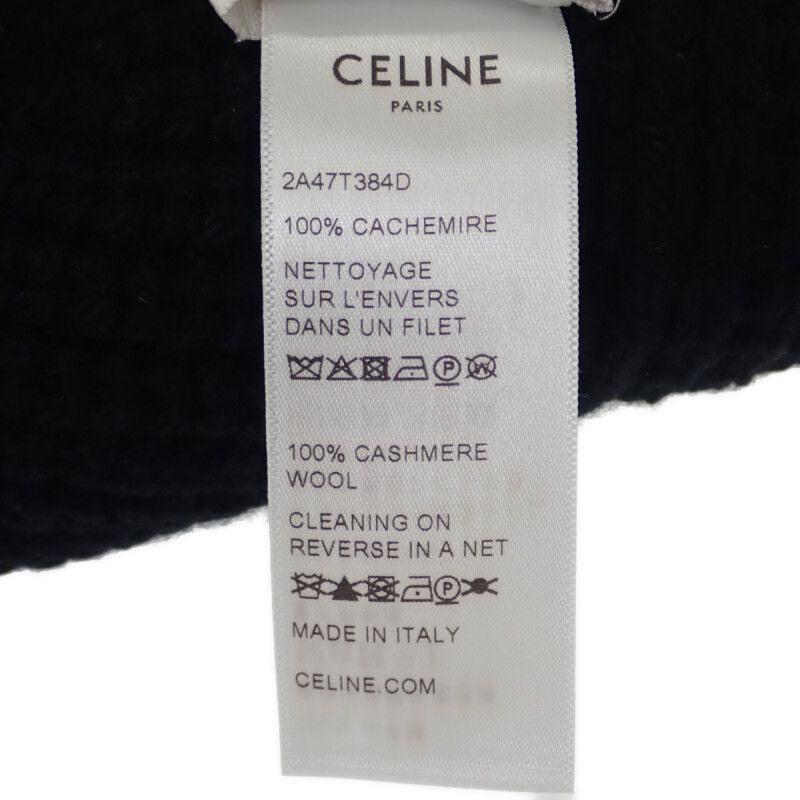 CELINE
PARIS
2A47T384D
100% CACHEMIRE
NETTOYAGE
SUR L'ENVERS
DANS UN FILET
P W
100% CASHMERE
WOOL
CLEANING ON
REVERSE IN A NET
P
MADE IN ITALY
CELINE.COM